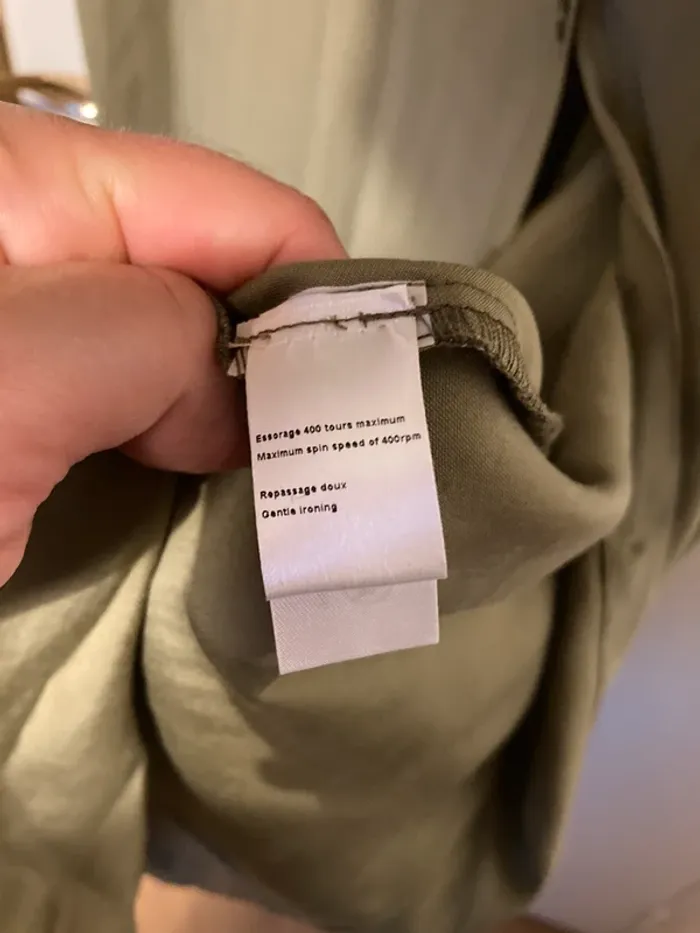 Essorage 400 tours maximum
Maximum spin speed of 400rpm
Repassage doux
Gentle ironing